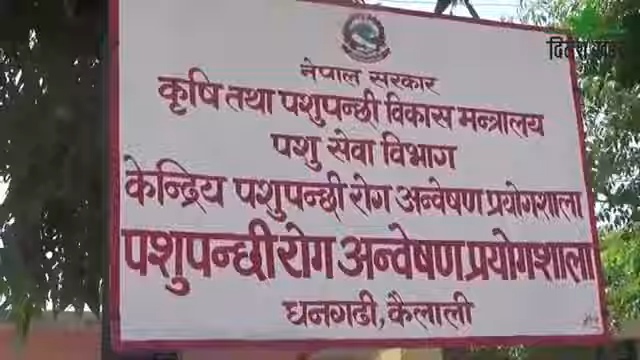 नेपाल सरकार
कृषि तथा पशुपन्छी विकास मन्त्रालय
पशु सेवा विभाग
केन्द्रिय पशुपन्छी रोग अन्वेषण प्रयोगशाला
पशुपन्छी रोग अन्वेषण प्रयोगशाला
धनगढी, कैलाली